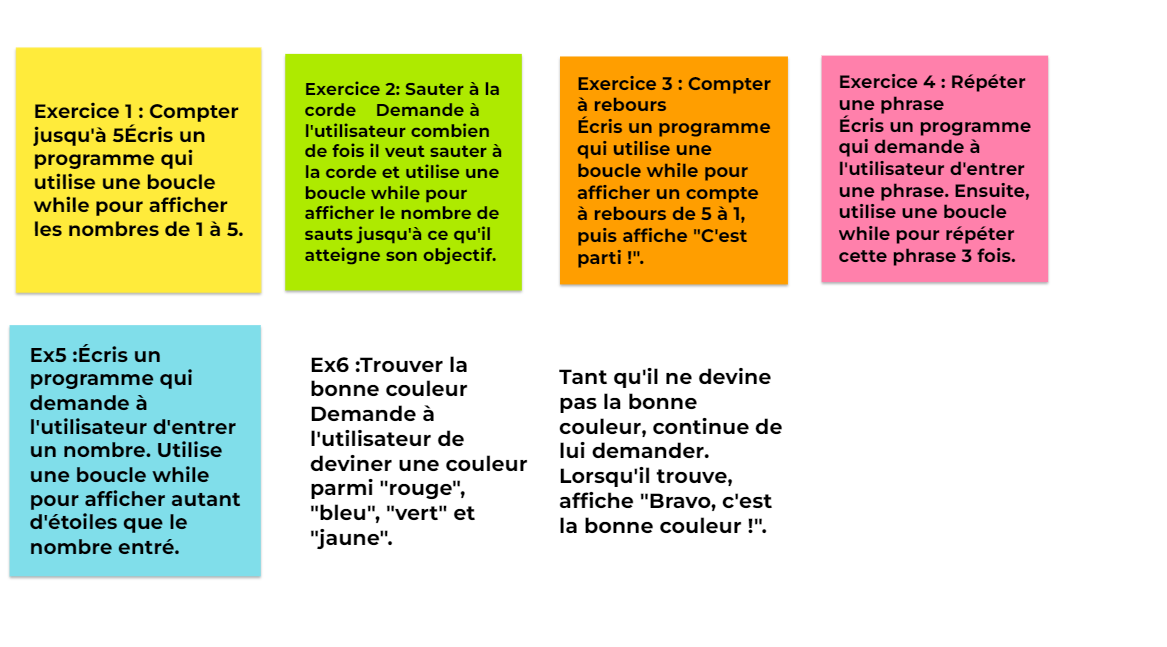 Exercice 1 : Compter
jusqu'à 5Écris un
programme qui
utilise une boucle
while pour afficher
les nombres de 1 à 5.
Exercice 2: Sauter à la
corde    Demande à
l'utilisateur combien
de fois il veut sauter à
la corde et utilise une
boucle while pour
afficher le nombre de
sauts jusqu'à ce qu'il
atteigne son objectif.
Exercice 3 : Compter
à rebours
Écris un programme
qui utilise une
boucle while pour
afficher un compte
à rebours de 5 à 1,
puis affiche "C'est
parti !".
Exercice 4 : Répéter
une phrase
Écris un programme
qui demande à
l'utilisateur d'entrer
une phrase. Ensuite,
utilise une boucle
while pour répéter
cette phrase 3 fois.
Ex5 :Écris un
programme qui
demande à
l'utilisateur d'entrer
un nombre. Utilise
une boucle while
pour afficher autant
d'étoiles que le
nombre entré.
Ex6 :Trouver la
bonne couleur
Demande à
l'utilisateur de
deviner une couleur
parmi "rouge",
"bleu", "vert" et
"jaune".
Tant qu'il ne devine
pas la bonne
couleur, continue de
lui demander.
Lorsqu'il trouve,
affiche "Bravo, c'est
la bonne couleur !".